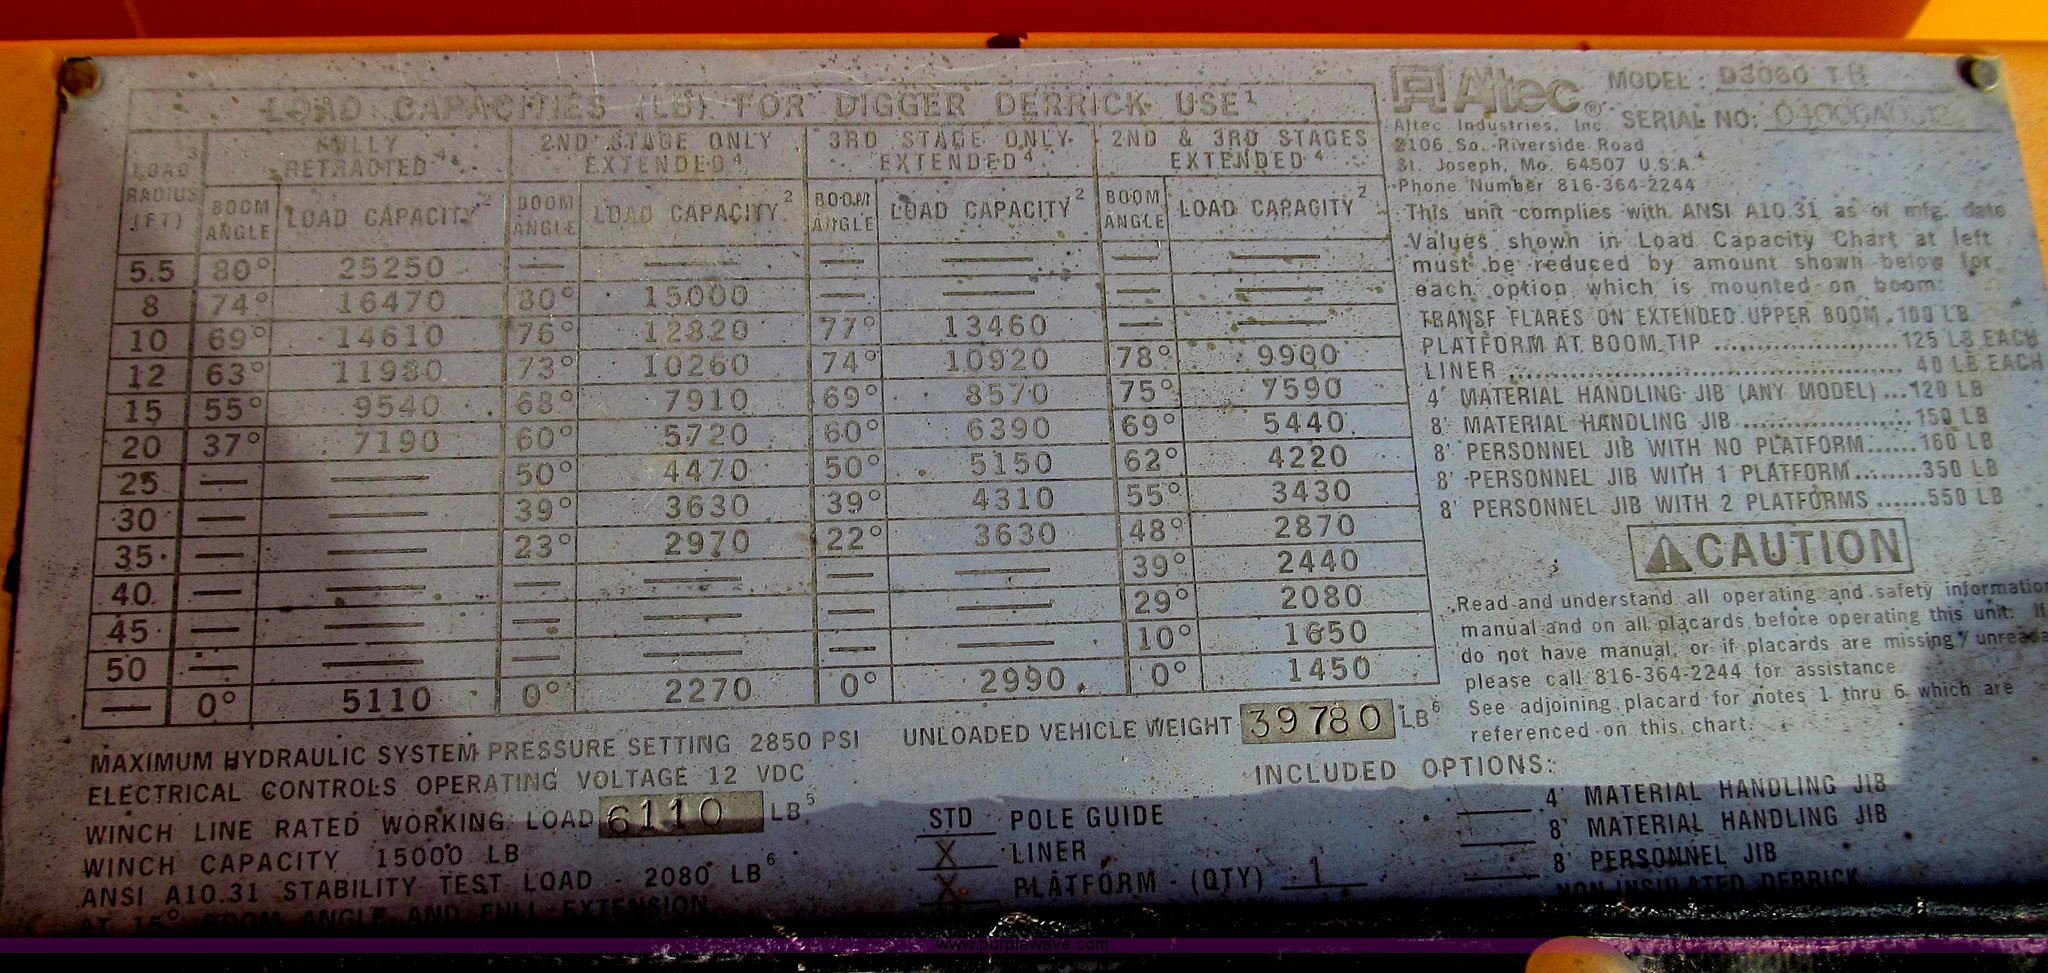 LOAD CAPACITIES (LB) FOR DIGGER DERRICK USE¹
LOAD³ RADIUS (FT) | FULLY RETRACTED⁴ | 2ND STAGE ONLY EXTENDED⁴ | 3RD STAGE ONLY EXTENDED⁴ | 2ND & 3RD STAGES EXTENDED⁴
BOOM ANGLE | LOAD CAPACITY² | BOOM ANGLE | LOAD CAPACITY² | BOOM ANGLE | LOAD CAPACITY² | BOOM ANGLE | LOAD CAPACITY²
5.5 | 80° | 25250 | — | — | — | — | — | —
8 | 74° | 16470 | 80° | 15000 | — | — | — | —
10 | 69° | 14610 | 76° | 12820 | 77° | 13460 | — | —
12 | 63° | 11980 | 73° | 10260 | 74° | 10920 | 78° | 9900
15 | 55° | 9540 | 68° | 7910 | 69° | 8570 | 75° | 7590
20 | 37° | 7190 | 60° | 5720 | 60° | 6390 | 69° | 5440
25 | — | — | 50° | 4470 | 50° | 5150 | 62° | 4220
30 | — | — | 39° | 3630 | 39° | 4310 | 55° | 3430
35 | — | — | 23° | 2970 | 22° | 3630 | 48° | 2870
40 | — | — | — | — | — | — | 39° | 2440
45 | — | — | — | — | — | — | 29° | 2080
50 | — | — | — | — | — | — | 10° | 1650
— | 0° | 5110 | 0° | 2270 | 0° | 2990 | 0° | 1450
MAXIMUM HYDRAULIC SYSTEM PRESSURE SETTING 2850 PSI
ELECTRICAL CONTROLS OPERATING VOLTAGE 12 VDC
WINCH LINE RATED WORKING LOAD 6110 LB⁵
WINCH CAPACITY 15000 LB
ANSI A10.31 STABILITY TEST LOAD - 2080 LB⁶
AT 15° BOOM ANGLE AND FULL EXTENSION
UNLOADED VEHICLE WEIGHT 39780 LB⁶
INCLUDED OPTIONS:
STD POLE GUIDE
X LINER
X PLATFORM - (QTY) 1
4' MATERIAL HANDLING JIB
8' MATERIAL HANDLING JIB
8' PERSONNEL JIB
NON-INSULATED DERRICK
Altec®
MODEL: D3060 TR
SERIAL NO:
Altec Industries, Inc.
2106 So. Riverside Road
St. Joseph, Mo. 64507 U.S.A.
Phone Number 816-364-2244
This unit complies with ANSI A10.31 as of mfg. date
Values shown in Load Capacity Chart at left
must be reduced by amount shown below for
each option which is mounted on boom:
TRANSF FLARES ON EXTENDED UPPER BOOM . 100 LB
PLATFORM AT BOOM TIP ..................... 125 LB EACH
LINER ............................................. 40 LB EACH
4' MATERIAL HANDLING JIB (ANY MODEL) ... 120 LB
8' MATERIAL HANDLING JIB .................... 150 LB
8' PERSONNEL JIB WITH NO PLATFORM ...... 160 LB
8' PERSONNEL JIB WITH 1 PLATFORM ........ 350 LB
8' PERSONNEL JIB WITH 2 PLATFORMS ...... 550 LB
CAUTION
Read and understand all operating and safety information
manual and on all placards before operating this unit. If
do not have manual, or if placards are missing / unreada
please call 816-364-2244 for assistance
See adjoining placard for notes 1 thru 6 which are
referenced on this chart.
www.purplewave.com